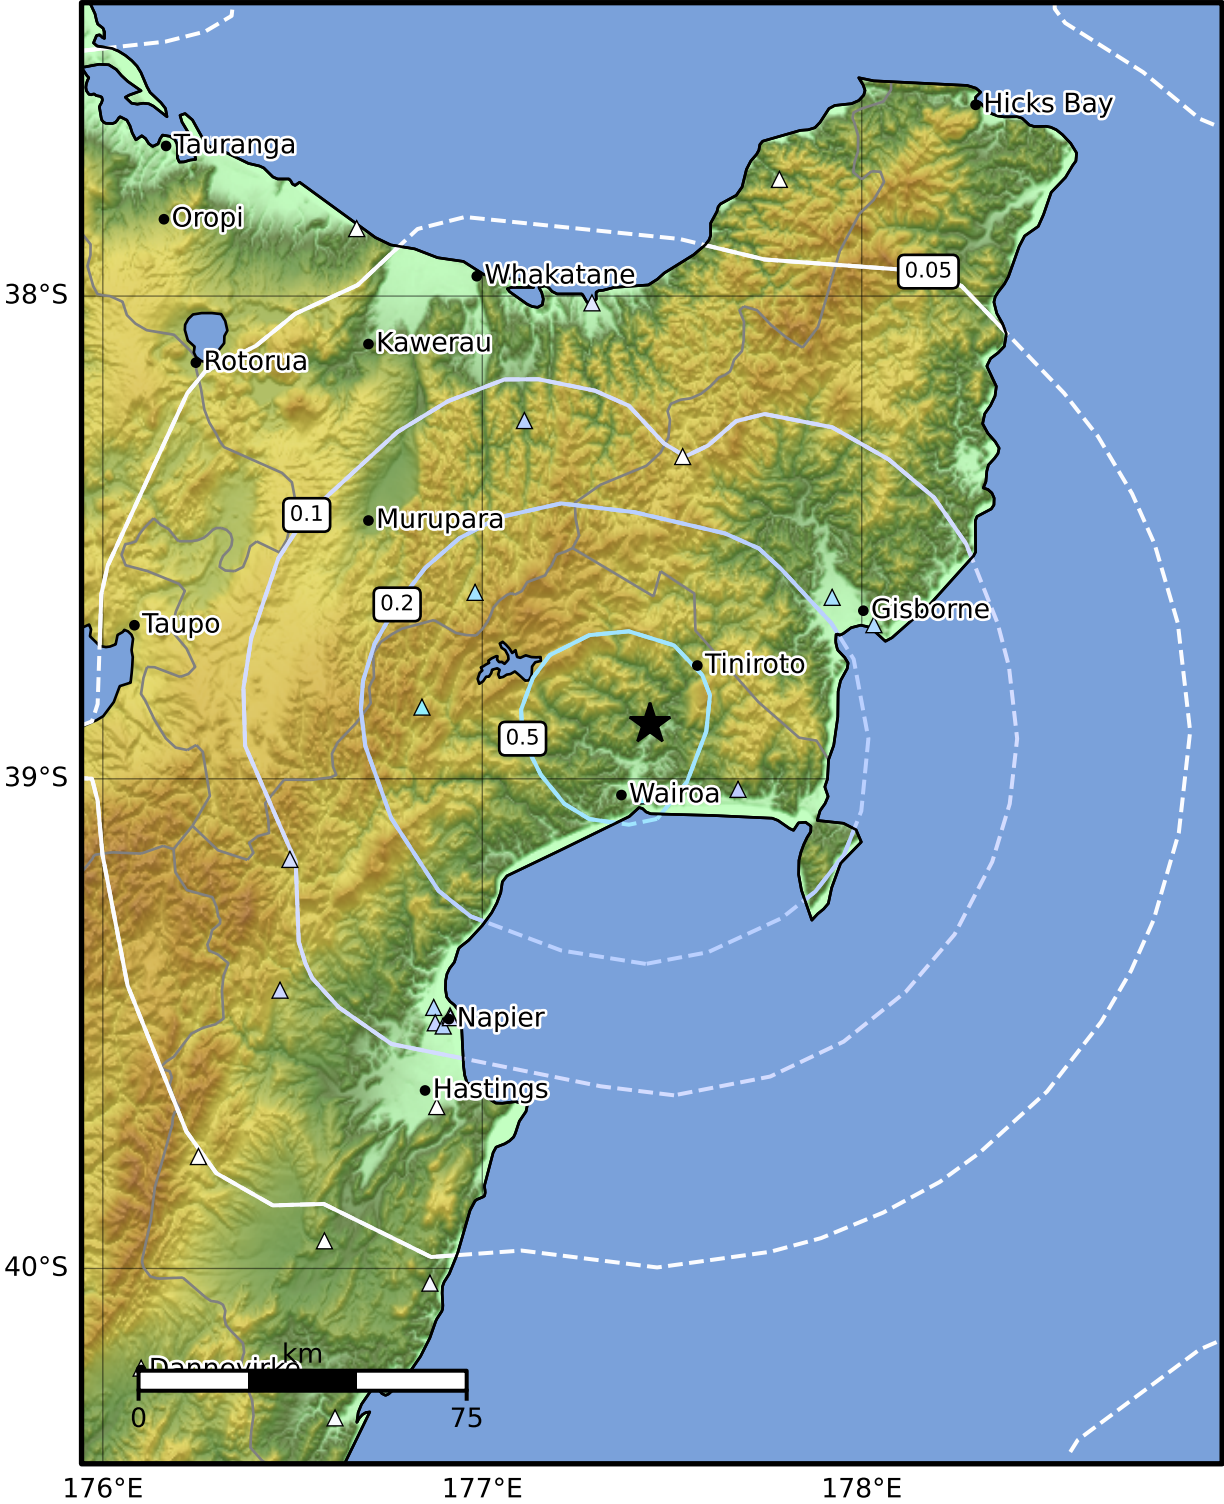 Hicks Bay
Tauranga
Oropi
0.05
Whakatane
38°S
Kawerau
Rotorua
0.1
Murupara
0.2
Gisborne
Taupo
Tiniroto
0.5
39°S
Wairoa
Napier
Hastings
40°S
km
Dannevirke
0 75
176°E 177°E 178°E